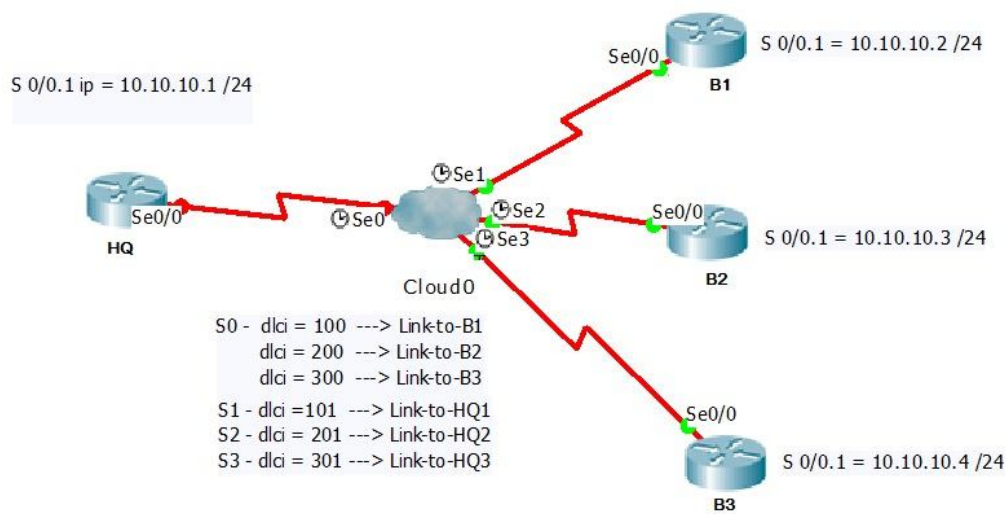 S 0/0.1 ip = 10.10.10.1 /24
Se0/0
HQ
Se0
Se1
Se2
Se3
Cloud0
Se0/0
B1
S 0/0.1 = 10.10.10.2 /24
Se0/0
B2
S 0/0.1 = 10.10.10.3 /24
Se0/0
B3
S 0/0.1 = 10.10.10.4 /24
S0 - dlci = 100 ---> Link-to-B1
dlci = 200 ---> Link-to-B2
dlci = 300 ---> Link-to-B3
S1 - dlci =101 ---> Link-to-HQ1
S2 - dlci = 201 ---> Link-to-HQ2
S3 - dlci = 301 ---> Link-to-HQ3